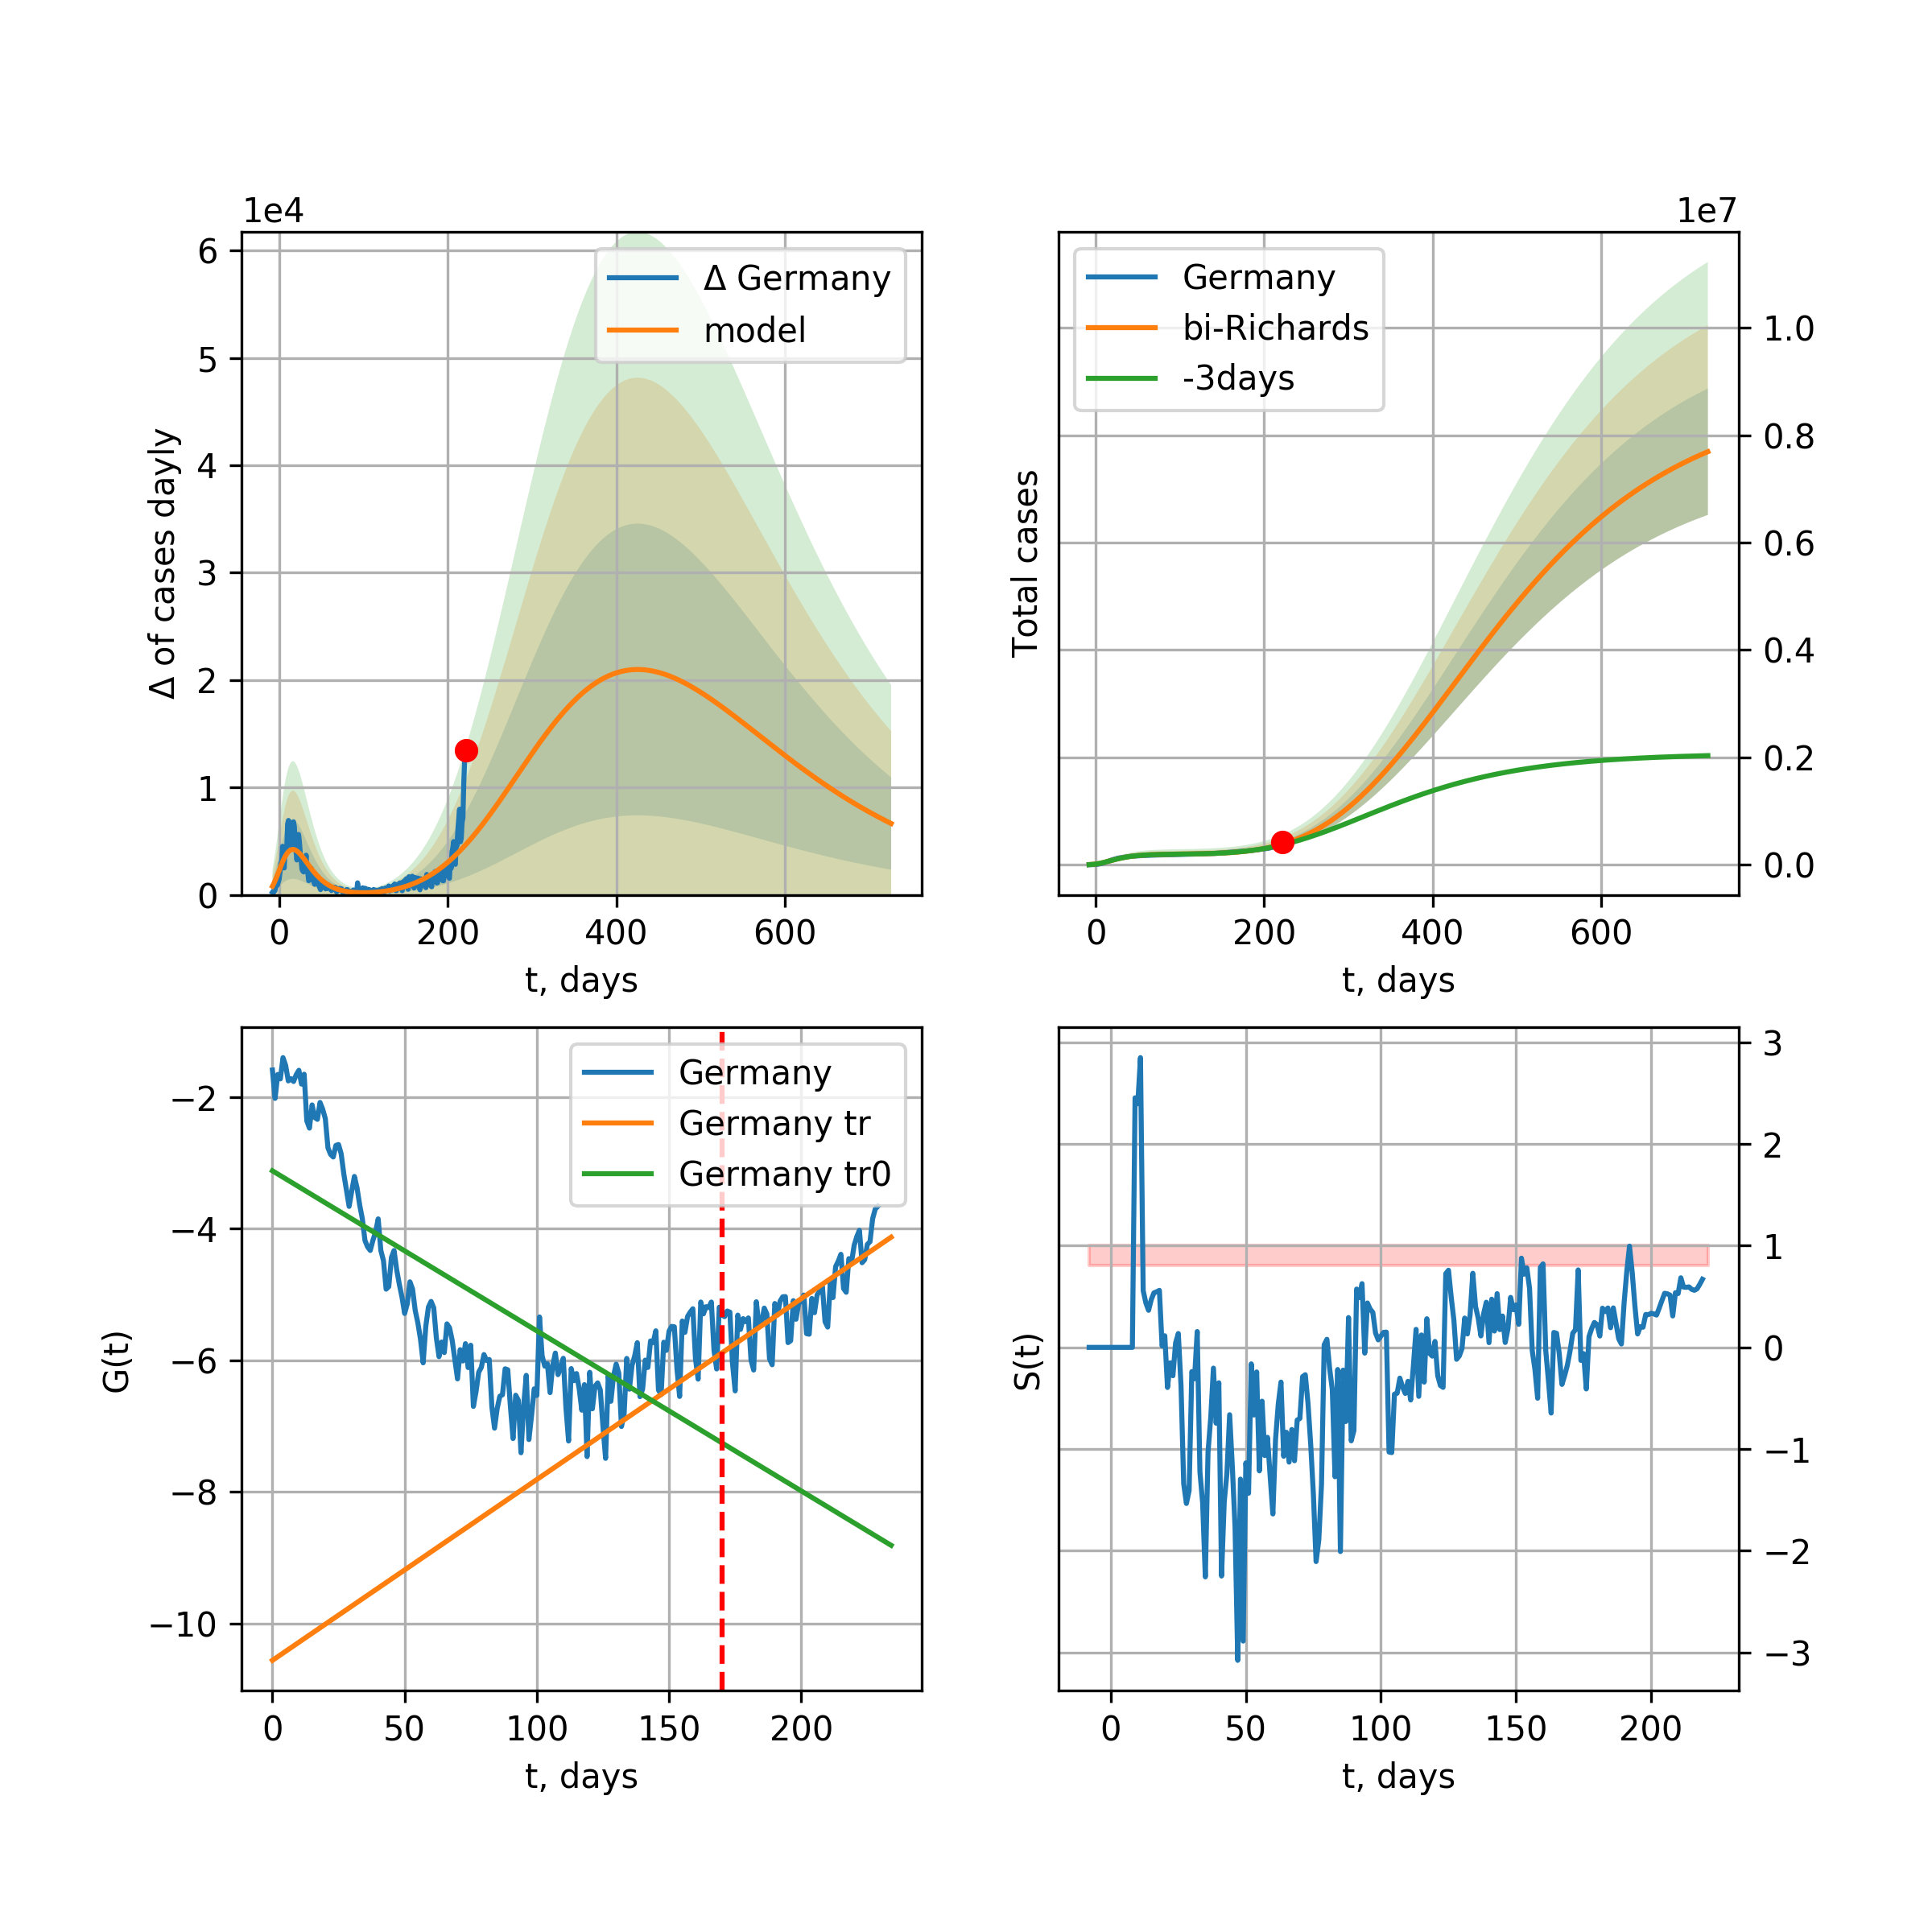 1e4
6
5
4
3
2
1
0
0 200 400 600
t, days
Δ of cases dayly
Δ Germany
model
1e7
1.0
0.8
0.6
0.4
0.2
0.0
0 200 400 600
t, days
Total cases
Germany
bi-Richards
-3days
−2
−4
−6
−8
−10
0 50 100 150 200
t, days
G(t)
Germany
Germany tr
Germany tr0
3
2
1
0
−1
−2
−3
0 50 100 150 200
t, days
S(t)